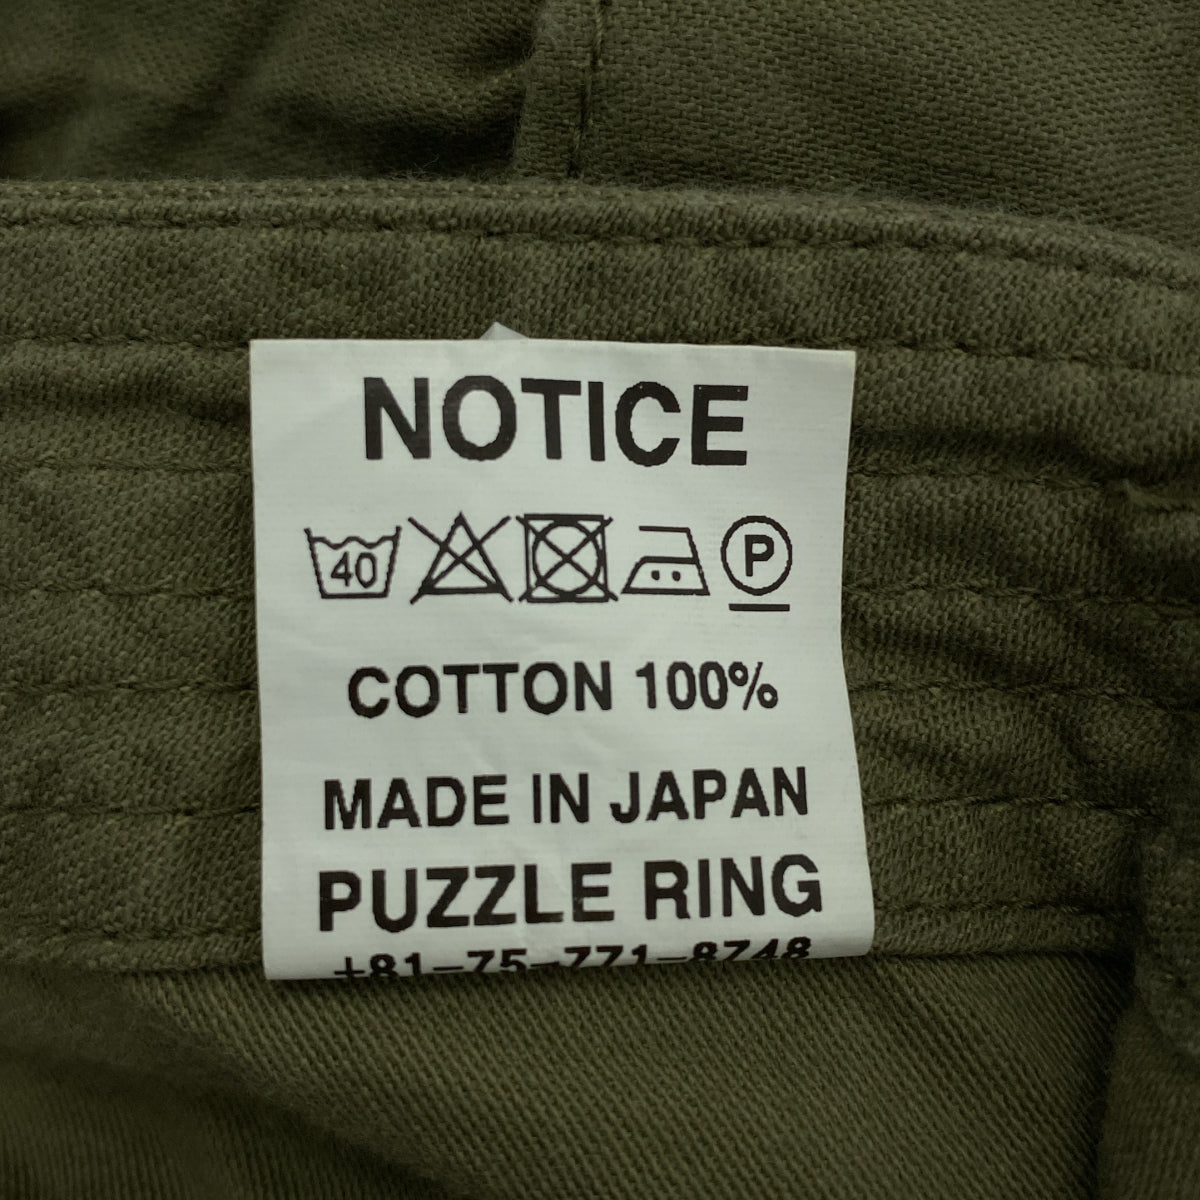 NOTICE
40 P
COTTON 100%
MADE IN JAPAN
PUZZLE RING
+81-75-771-8748